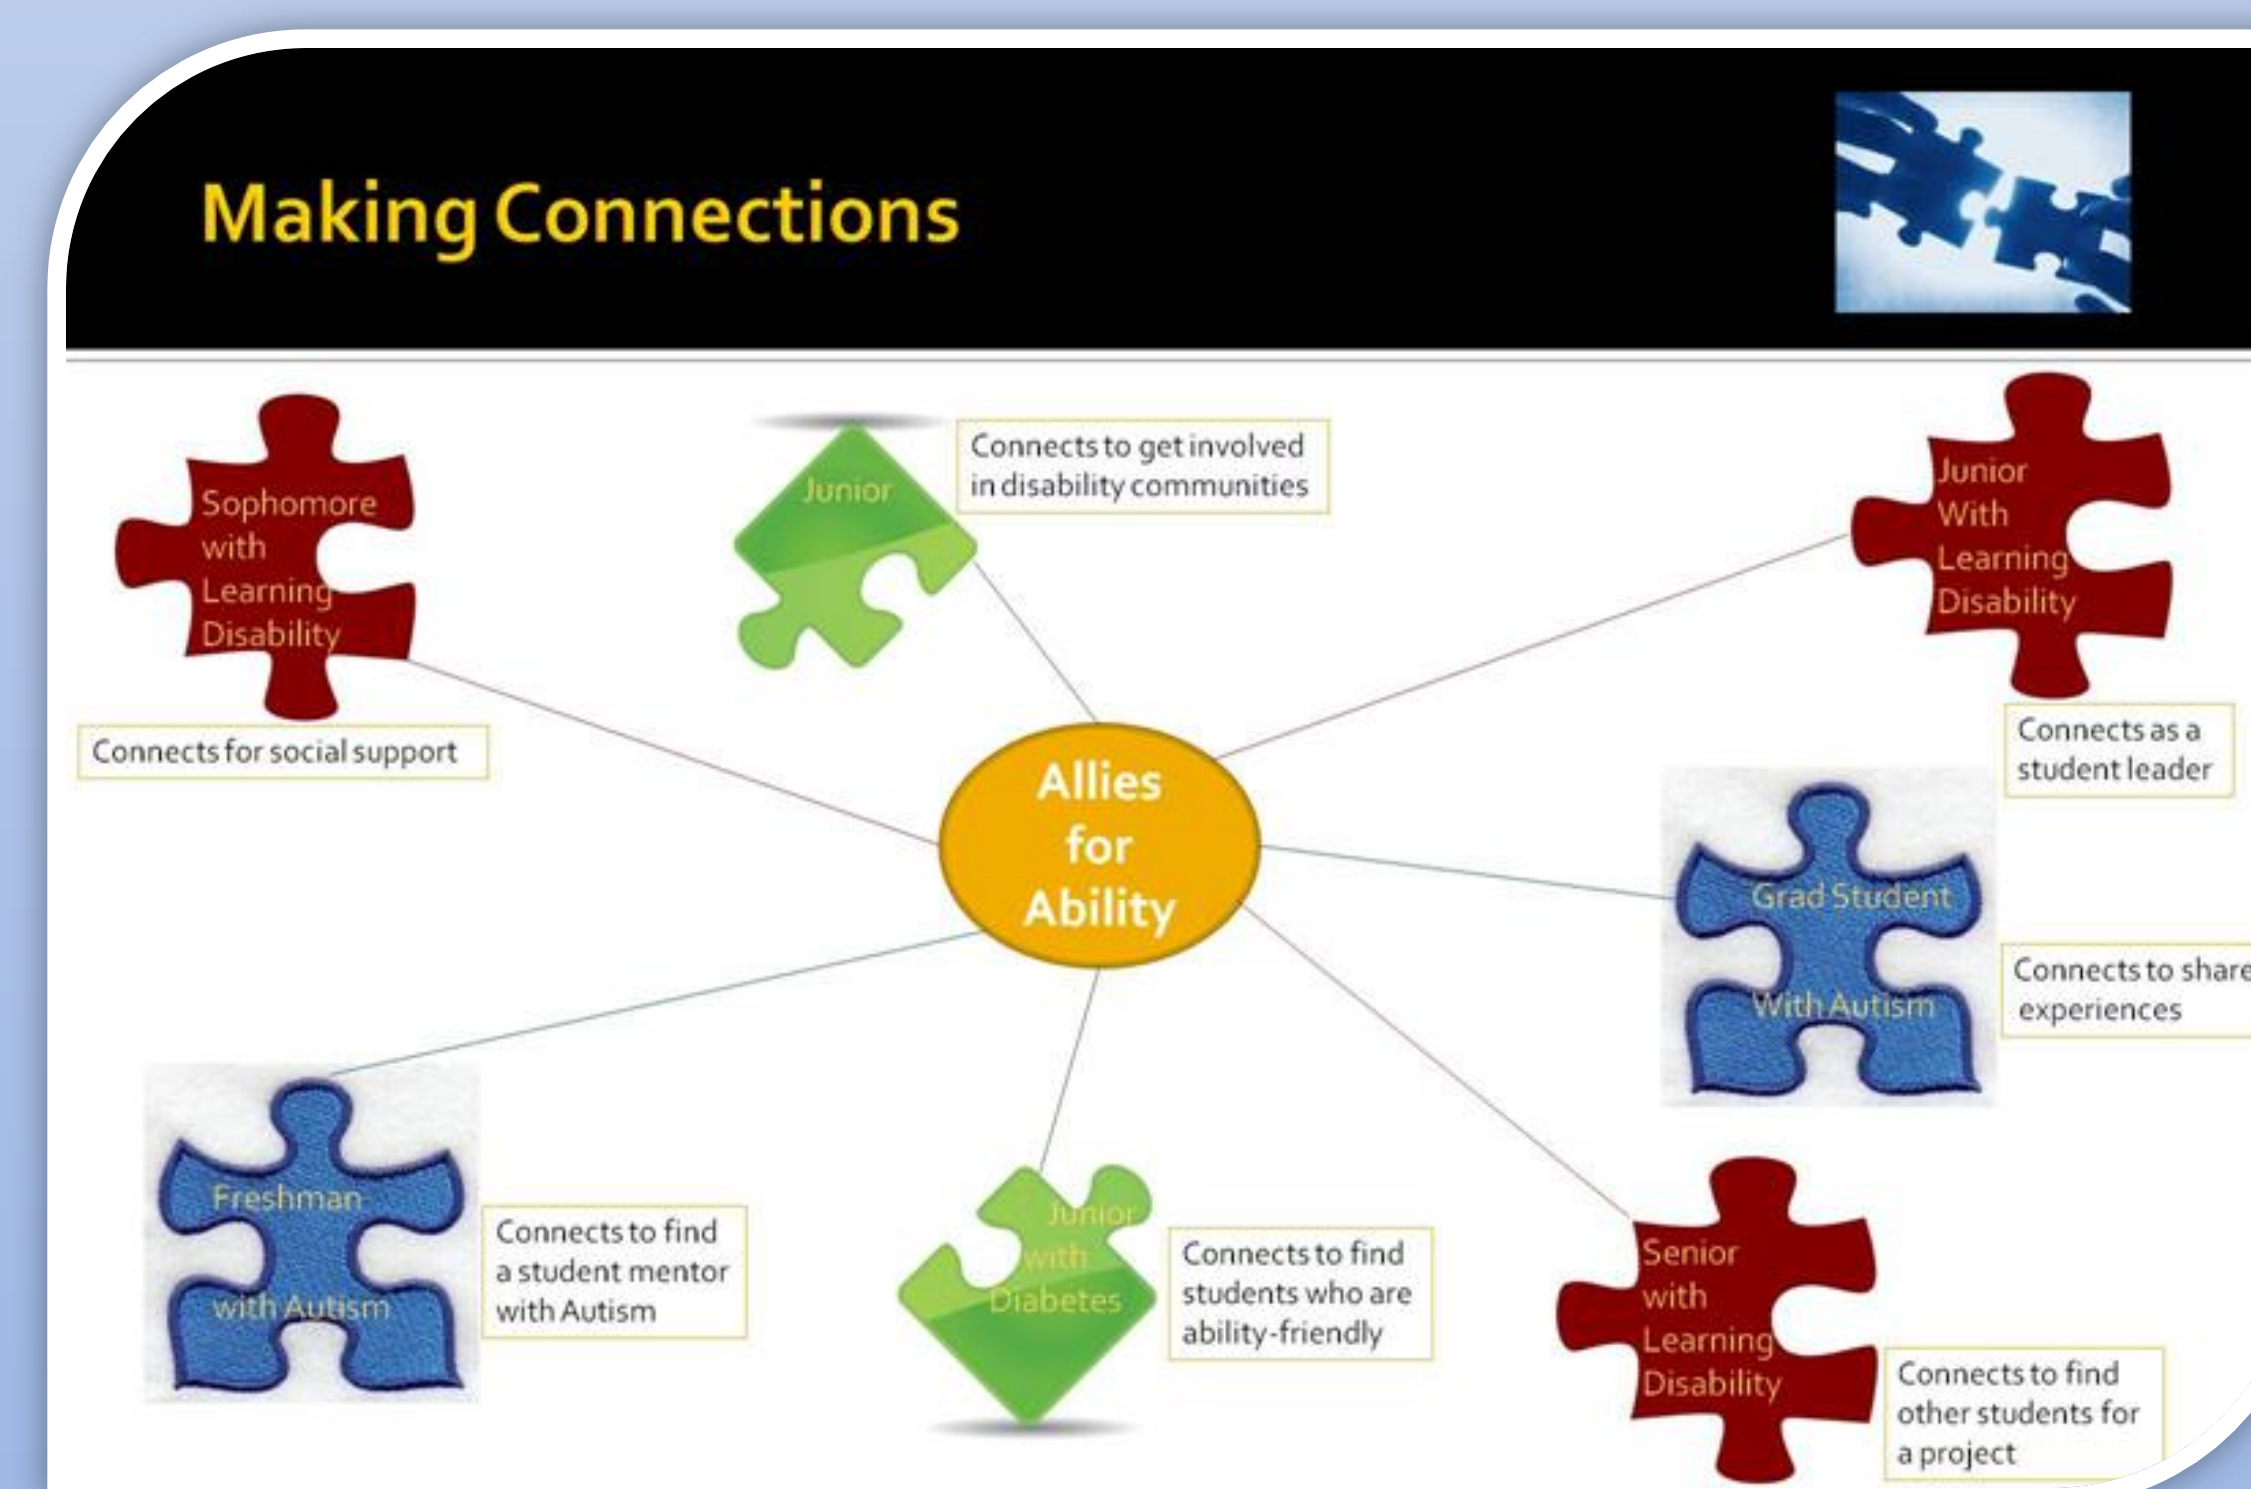 Making Connections
Sophomore
with
Learning
Disability
Connects for social support
Junior
Connects to get involved
in disability communities
Junior
With
Learning
Disability
Connects as a
student leader
Allies
for
Ability
Grad Student
With Autism
Connects to share
experiences
Freshman
with Autism
Connects to find
a student mentor
with Autism
Junior
with
Diabetes
Connects to find
students who are
ability-friendly
Senior
with
Learning
Disability
Connects to find
other students for
a project